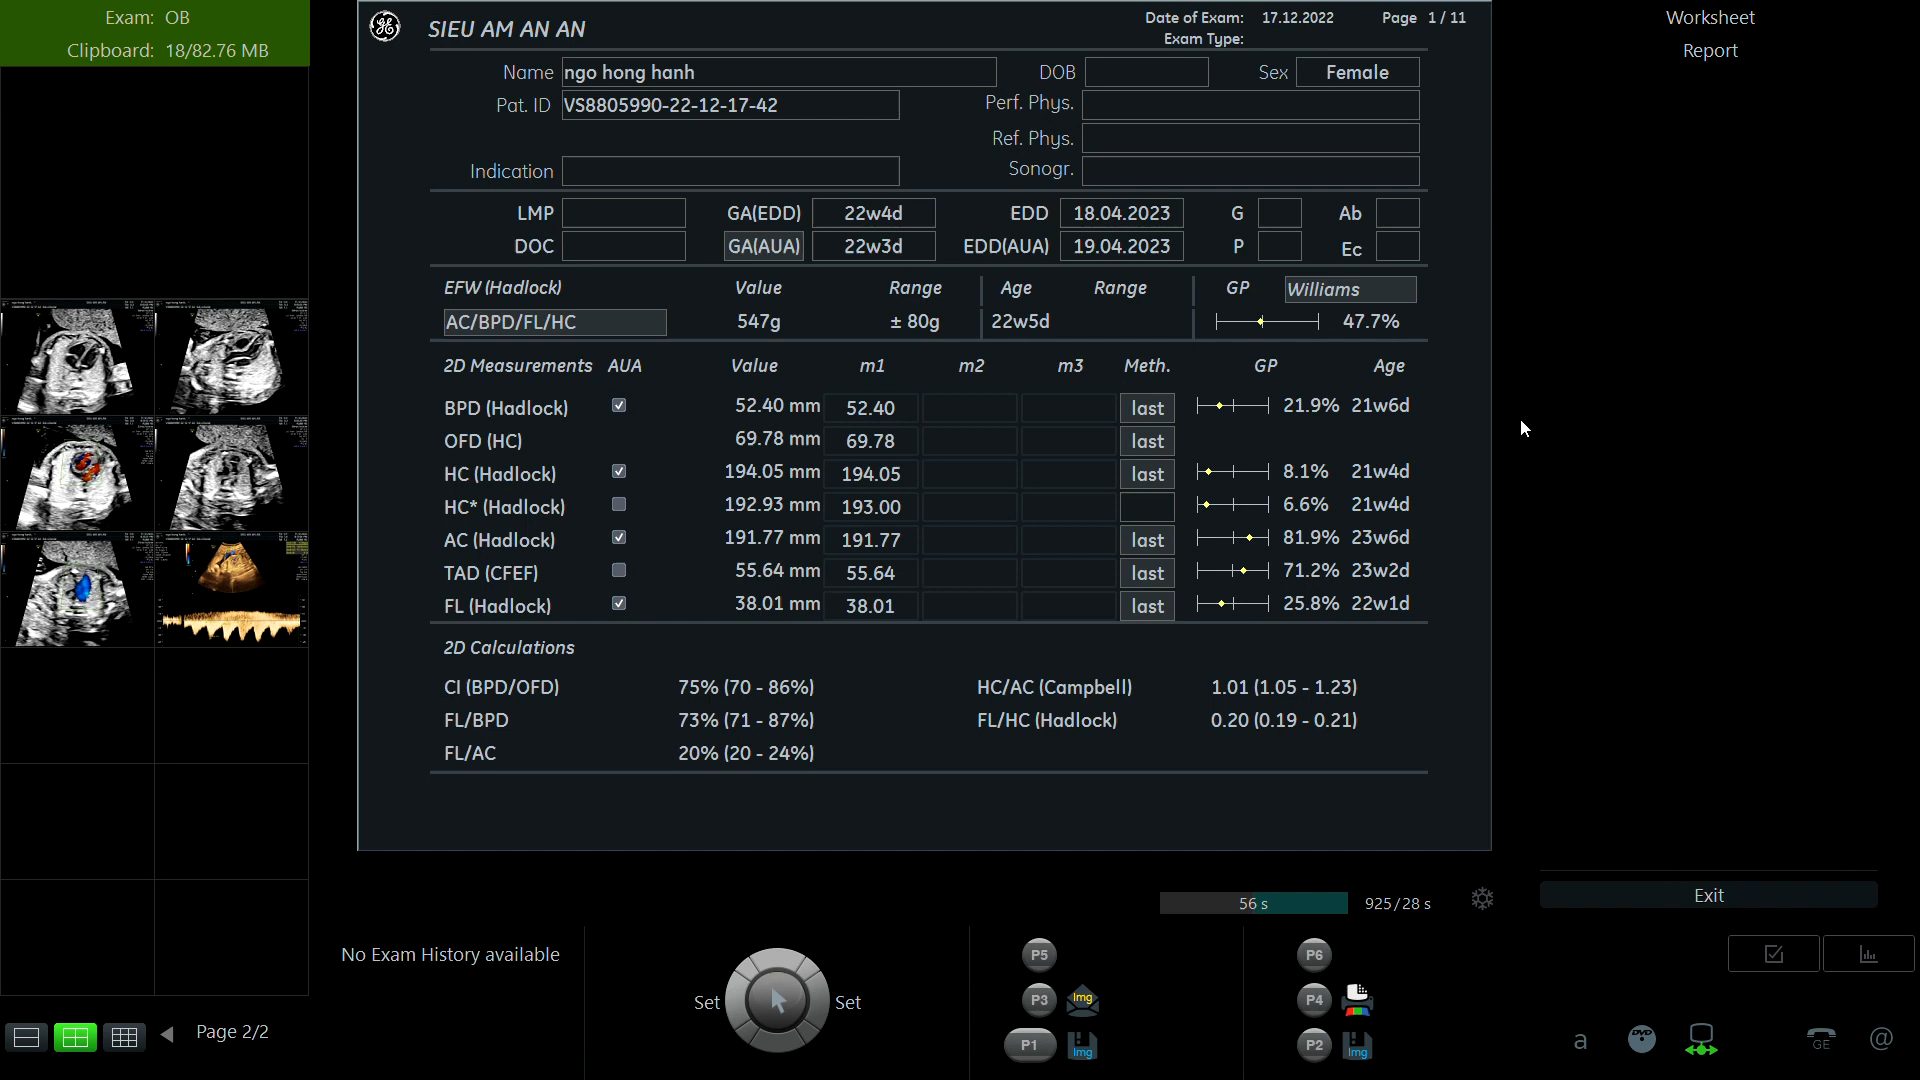 Exam: OB
Clipboard: 18/82.76 MB
SIEU AM AN AN
Date of Exam: 17.12.2022 Page 1 / 11
Exam Type:
Name ngo hong hanh DOB Sex Female
Pat. ID VS8805990-22-12-17-42 Perf. Phys.
Ref. Phys.
Indication Sonogr.
LMP GA(EDD) 22w4d EDD 18.04.2023 G Ab
DOC GA(AUA) 22w3d EDD(AUA) 19.04.2023 P Ec
EFW (Hadlock) Value Range Age Range GP Williams
AC/BPD/FL/HC 547g ± 80g 22w5d 47.7%
2D Measurements AUA Value m1 m2 m3 Meth. GP Age
BPD (Hadlock) 52.40 mm 52.40 last 21.9% 21w6d
OFD (HC) 69.78 mm 69.78 last
HC (Hadlock) 194.05 mm 194.05 last 8.1% 21w4d
HC* (Hadlock) 192.93 mm 193.00 6.6% 21w4d
AC (Hadlock) 191.77 mm 191.77 last 81.9% 23w6d
TAD (CFEF) 55.64 mm 55.64 last 71.2% 23w2d
FL (Hadlock) 38.01 mm 38.01 last 25.8% 22w1d
2D Calculations
CI (BPD/OFD) 75% (70 - 86%) HC/AC (Campbell) 1.01 (1.05 - 1.23)
FL/BPD 73% (71 - 87%) FL/HC (Hadlock) 0.20 (0.19 - 0.21)
FL/AC 20% (20 - 24%)
Worksheet
Report
56 s 925/28 s
Exit
No Exam History available
Set Set
P5 P6
P3 Img P4
P1 Img P2 Img
Page 2/2
a DVD GE @